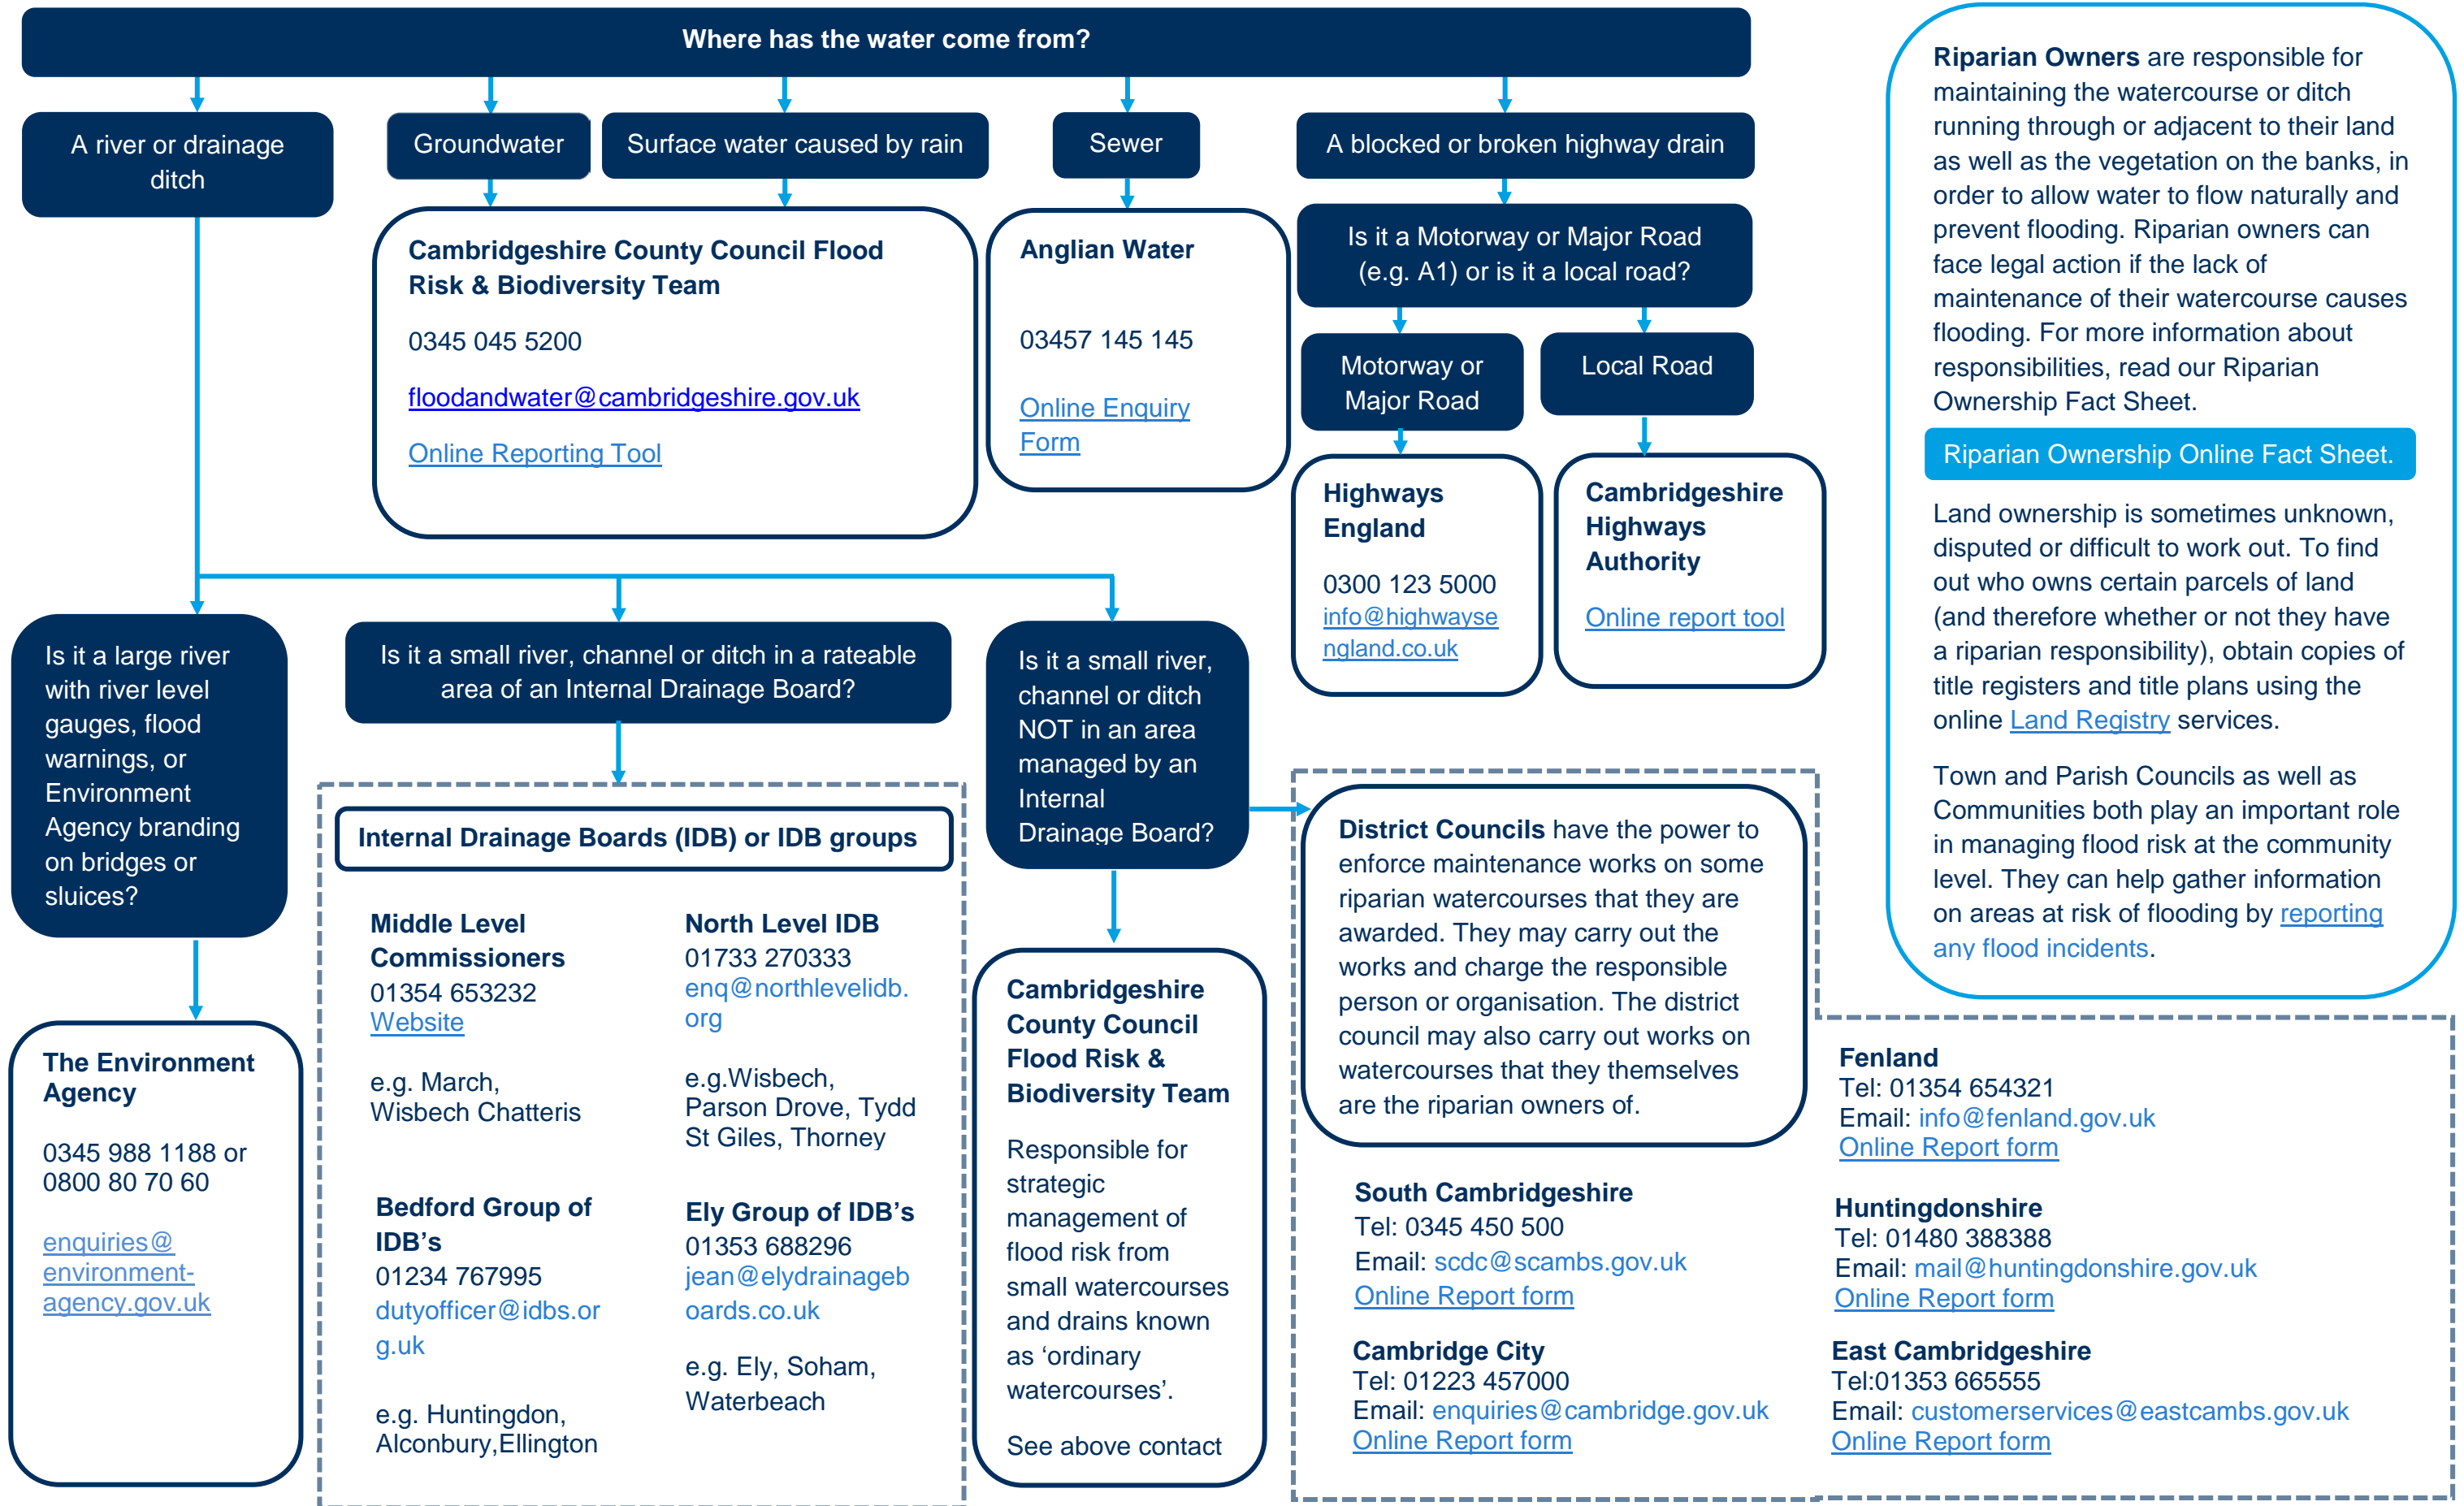 Where has the water come from?
A river or drainage
ditch
Groundwater
Surface water caused by rain
Sewer
A blocked or broken highway drain
Cambridgeshire County Council Flood
Risk & Biodiversity Team
0345 045 5200
floodandwater@cambridgeshire.gov.uk
Online Reporting Tool
Anglian Water
03457 145 145
Online Enquiry
Form
Is it a Motorway or Major Road
(e.g. A1) or is it a local road?
Motorway or
Major Road
Local Road
Highways
England
0300 123 5000
info@highwayse
ngland.co.uk
Cambridgeshire
Highways
Authority
Online report tool
Is it a large river
with river level
gauges, flood
warnings, or
Environment
Agency branding
on bridges or
sluices?
The Environment
Agency
0345 988 1188 or
0800 80 70 60
enquiries@
environment-
agency.gov.uk
Is it a small river, channel or ditch in a rateable
area of an Internal Drainage Board?
Internal Drainage Boards (IDB) or IDB groups
Middle Level
Commissioners
01354 653232
Website
e.g. March,
Wisbech Chatteris
North Level IDB
01733 270333
enq@northlevelidb.
org
e.g.Wisbech,
Parson Drove, Tydd
St Giles, Thorney
Bedford Group of
IDB's
01234 767995
dutyofficer@idbs.or
g.uk
e.g. Huntingdon,
Alconbury,Ellington
Ely Group of IDB's
01353 688296
jean@elydrainageb
oards.co.uk
e.g. Ely, Soham,
Waterbeach
Is it a small river,
channel or ditch
NOT in an area
managed by an
Internal
Drainage Board?
Cambridgeshire
County Council
Flood Risk &
Biodiversity Team
Responsible for
strategic
management of
flood risk from
small watercourses
and drains known
as ‘ordinary
watercourses’.
See above contact
District Councils have the power to
enforce maintenance works on some
riparian watercourses that they are
awarded. They may carry out the
works and charge the responsible
person or organisation. The district
council may also carry out works on
watercourses that they themselves
are the riparian owners of.
South Cambridgeshire
Tel: 0345 450 500
Email: scdc@scambs.gov.uk
Online Report form
Cambridge City
Tel: 01223 457000
Email: enquiries@cambridge.gov.uk
Online Report form
Fenland
Tel: 01354 654321
Email: info@fenland.gov.uk
Online Report form
Huntingdonshire
Tel: 01480 388388
Email: mail@huntingdonshire.gov.uk
Online Report form
East Cambridgeshire
Tel:01353 665555
Email: customerservices@eastcambs.gov.uk
Online Report form
Riparian Owners are responsible for
maintaining the watercourse or ditch
running through or adjacent to their land
as well as the vegetation on the banks, in
order to allow water to flow naturally and
prevent flooding. Riparian owners can
face legal action if the lack of
maintenance of their watercourse causes
flooding. For more information about
responsibilities, read our Riparian
Ownership Fact Sheet.
Riparian Ownership Online Fact Sheet.
Land ownership is sometimes unknown,
disputed or difficult to work out. To find
out who owns certain parcels of land
(and therefore whether or not they have
a riparian responsibility), obtain copies of
title registers and title plans using the
online Land Registry services.
Town and Parish Councils as well as
Communities both play an important role
in managing flood risk at the community
level. They can help gather information
on areas at risk of flooding by reporting
any flood incidents.